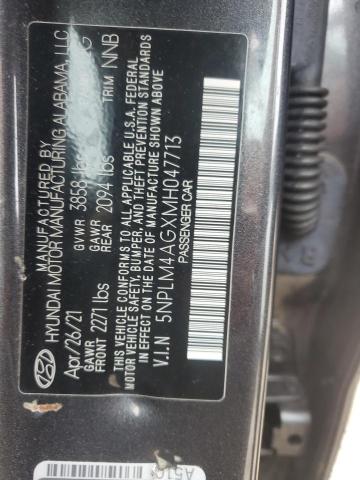 MANUFACTURED BY
HYUNDAI MOTOR MANUFACTURING ALABAMA, LLC
Apr/26/21
GVWR 3858 lbs
G
GAWR
FRONT 2271 lbs
GAWR
REAR 2094 lbs
TRIM NNB
THIS VEHICLE CONFORMS TO ALL APPLICABLE U.S.A. FEDERAL
MOTOR VEHICLE SAFETY, BUMPER, AND THEFT PREVENTION STANDARDS
IN EFFECT ON THE DATE OF MANUFACTURE SHOWN ABOVE
V.I.N 5NPLM4AGXMH047713
PASSENGER CAR
A510